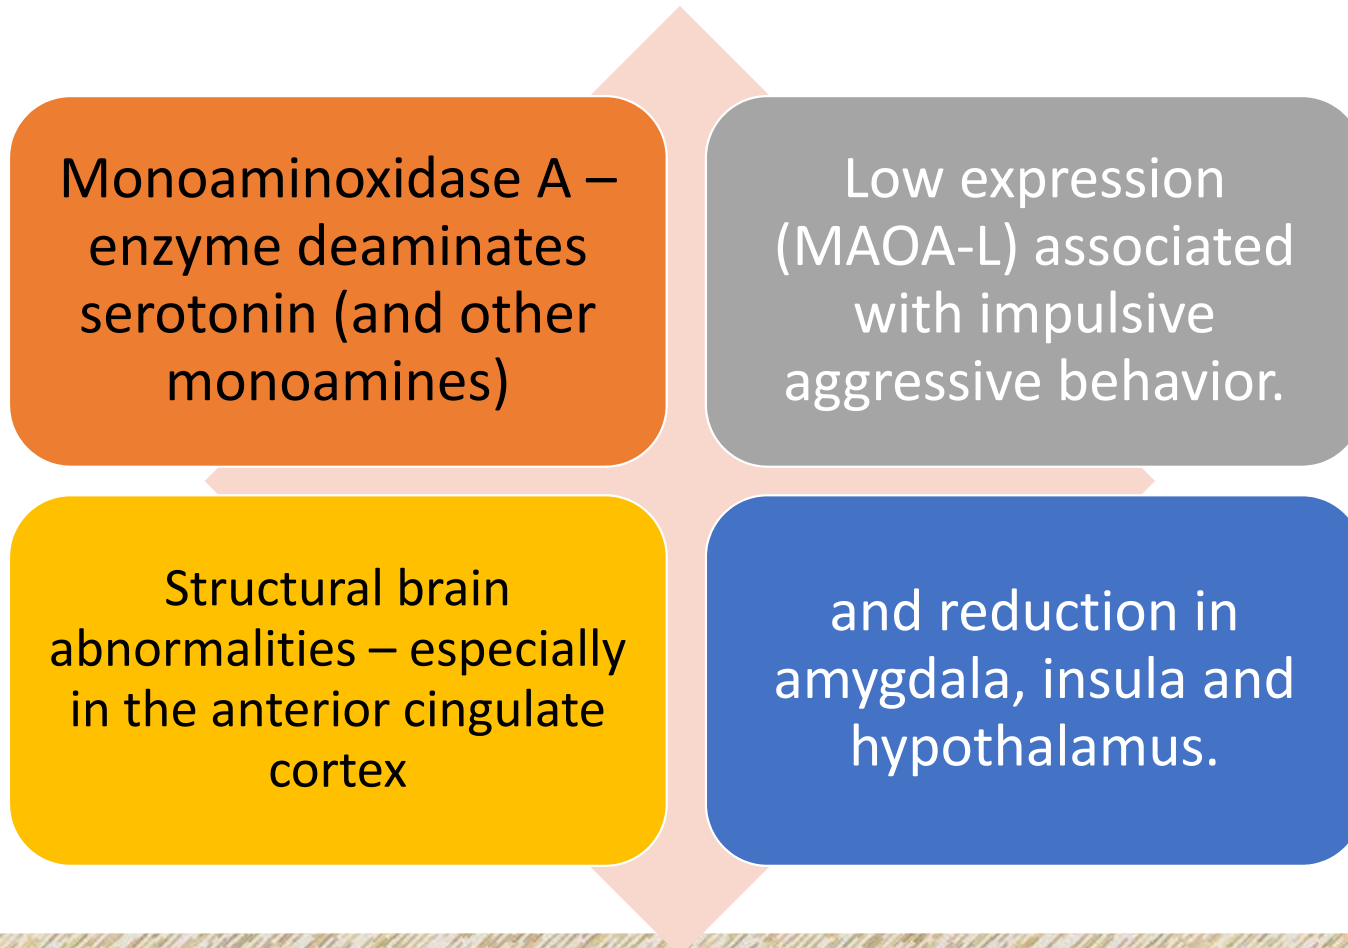 Monoaminoxidase A –
enzyme deaminates
serotonin (and other
monoamines)
Low expression
(MAOA-L) associated
with impulsive
aggressive behavior.
Structural brain
abnormalities – especially
in the anterior cingulate
cortex
and reduction in
amygdala, insula and
hypothalamus.